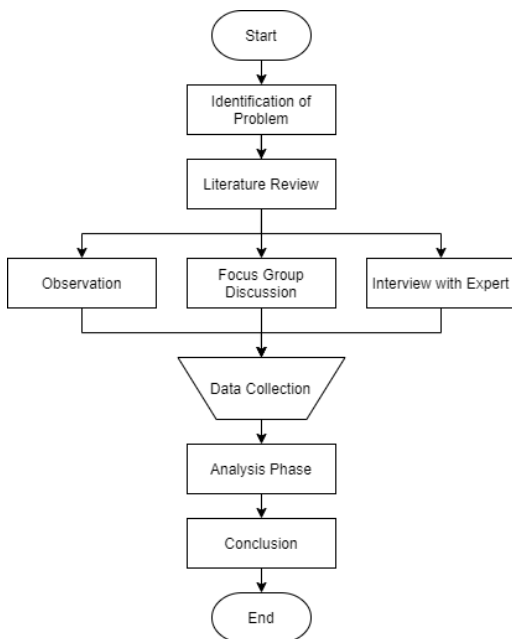 Start
Identification of
Problem
Literature Review
Observation
Focus Group
Discussion
Interview with Expert
Data Collection
Analysis Phase
Conclusion
End